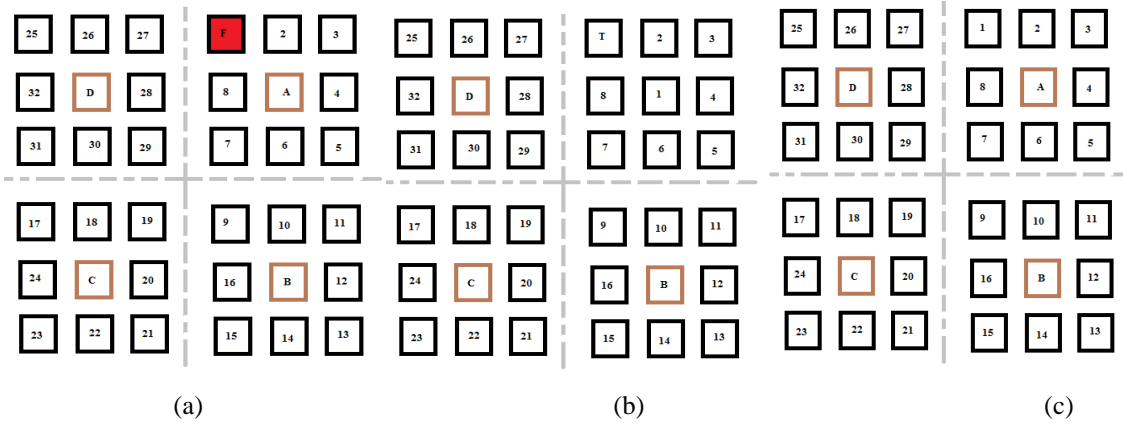 25 26 27 F 2 3 25 26 27 T 2 3 25 26 27 1 2 3
32 D 28 8 A 4 32 D 28 8 1 4 32 D 28 8 A 4
31 30 29 7 6 5 31 30 29 7 6 5 31 30 29 7 6 5
17 18 19 9 10 11 17 18 19 9 10 11 17 18 19 9 10 11
24 C 20 16 B 12 24 C 20 16 B 12 24 C 20 16 B 12
23 22 21 15 14 13 23 22 21 15 14 13 23 22 21 15 14 13
(a) (b) (c)